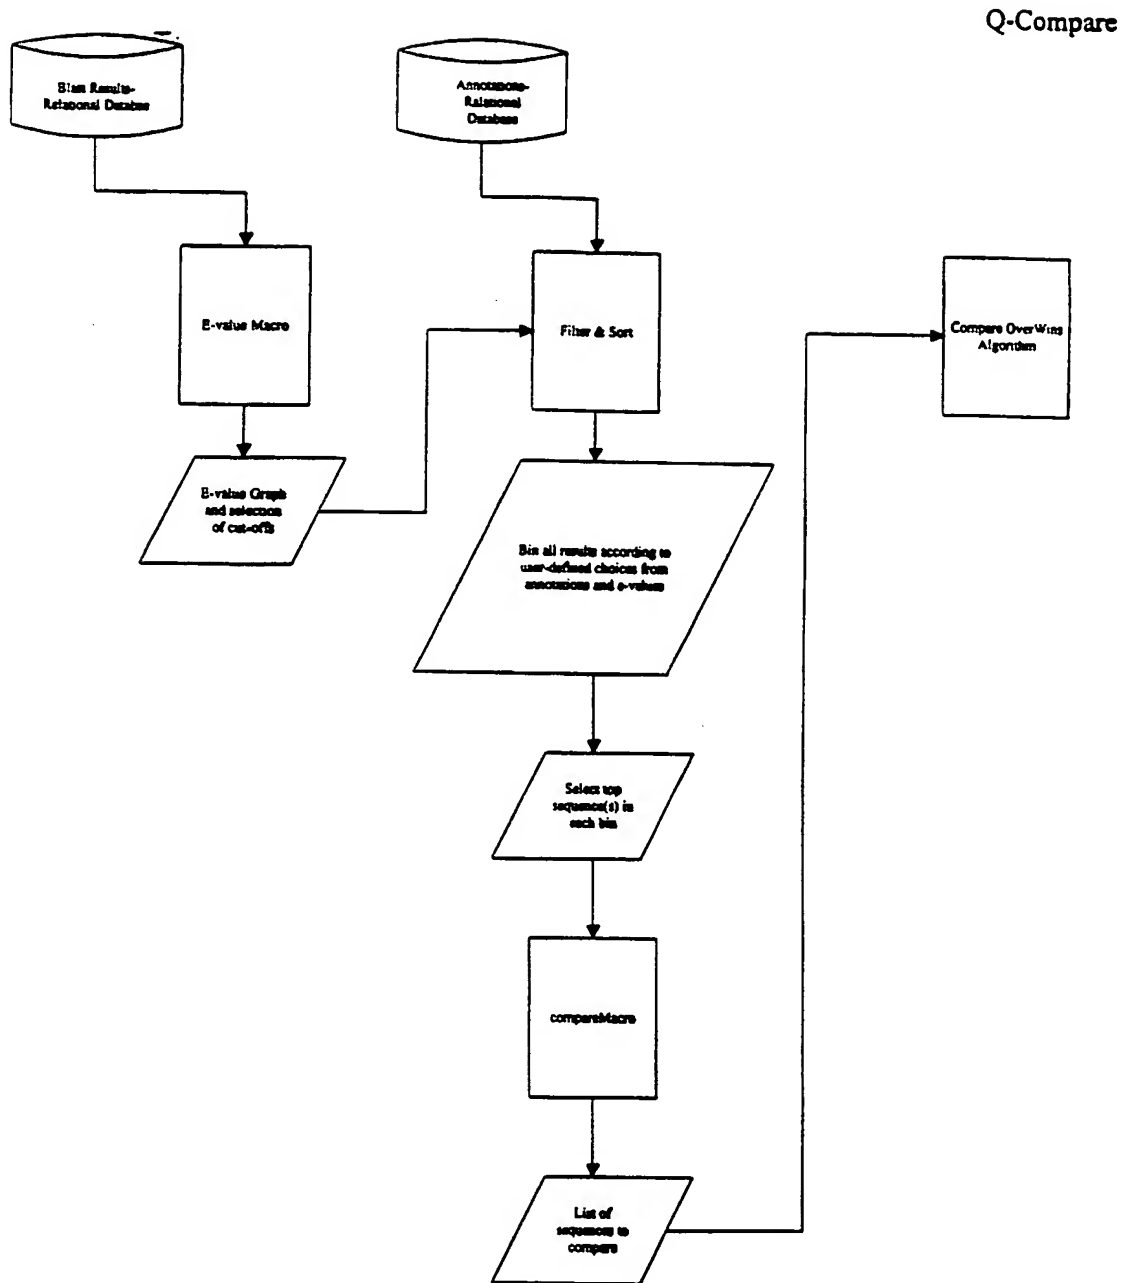 Q-Compare
Blast Results-
Relational Databse
Annotations-
Relational
Database
E-value Macro
Filter & Sort
Compare OverWins
Algorithm
E-value Graph
and selection
of cut-offs
Bin all results according to
user-defined choices from
annotations and e-values
Select top
sequence(s) in
each bin
compareMacro
List of
sequences to
compare